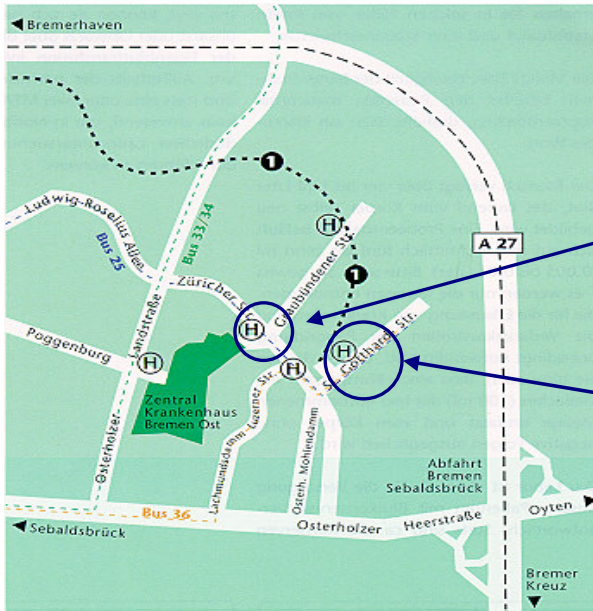 Bremerhaven
1
Ludwig-Roselius Allee
Bus 25
Bus 33/34
H
Graubündener Str.
A 27
Züricher Str.
1
H
H
St.-Gotthard-Str.
H
Poggenburg
H
Landstraße
Osterholzer
Zentral
Krankenhaus
Bremen Ost
Luzerner Str.
Lachmundsdamm
Osterh. Mohlendamm
Abfahrt
Bremen
Sebaldsbrück
Bus 36
Sebaldsbrück
Osterholzer
Heerstraße
Oyten
Bremer
Kreuz